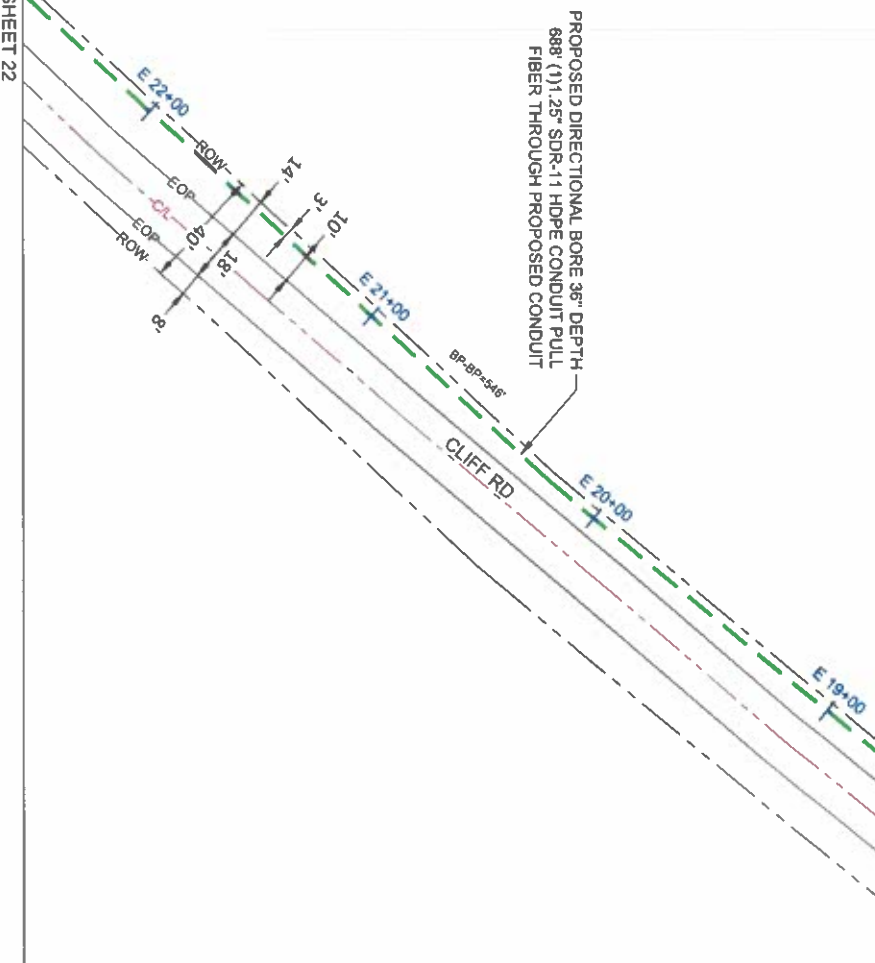 PROPOSED DIRECTIONAL BORE 36" DEPTH
688' (1)1.25" SDR-11 HDPE CONDUIT PULL
FIBER THROUGH PROPOSED CONDUIT
SHEET 22
E 22+00
ROW
EOP
C/L
EOP
ROW
14'
3'
10'
40'
18'
8'
E 21+00
BP-BP=546'
CLIFF RD
E 20+00
E 19+00